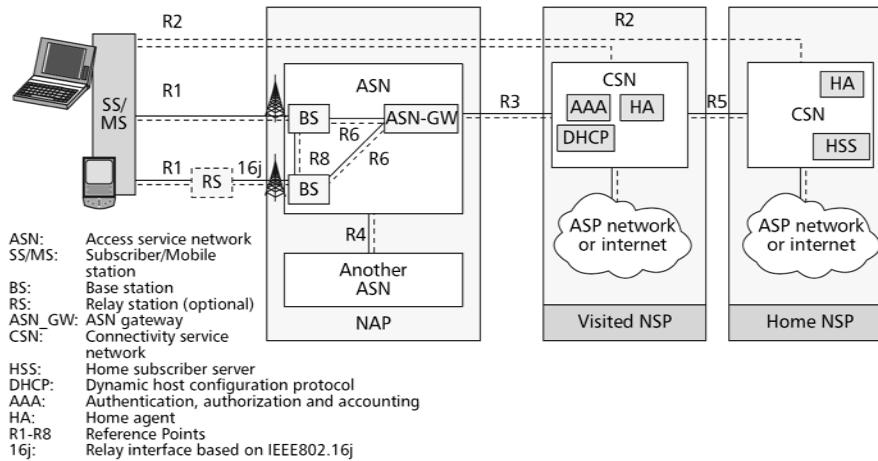 R2
R2
SS/
MS
R1
R1
RS
16j
ASN
BS
R6
ASN-GW
R8
R6
BS
R4
Another
ASN
NAP
R3
CSN
AAA
HA
DHCP
ASP network
or internet
Visited NSP
R5
HA
CSN
HSS
ASP network
or internet
Home NSP
ASN: Access service network
SS/MS: Subscriber/Mobile
station
BS: Base station
RS: Relay station (optional)
ASN_GW: ASN gateway
CSN: Connectivity service
network
HSS: Home subscriber server
DHCP: Dynamic host configuration protocol
AAA: Authentication, authorization and accounting
HA: Home agent
R1-R8 Reference Points
16j: Relay interface based on IEEE802.16j